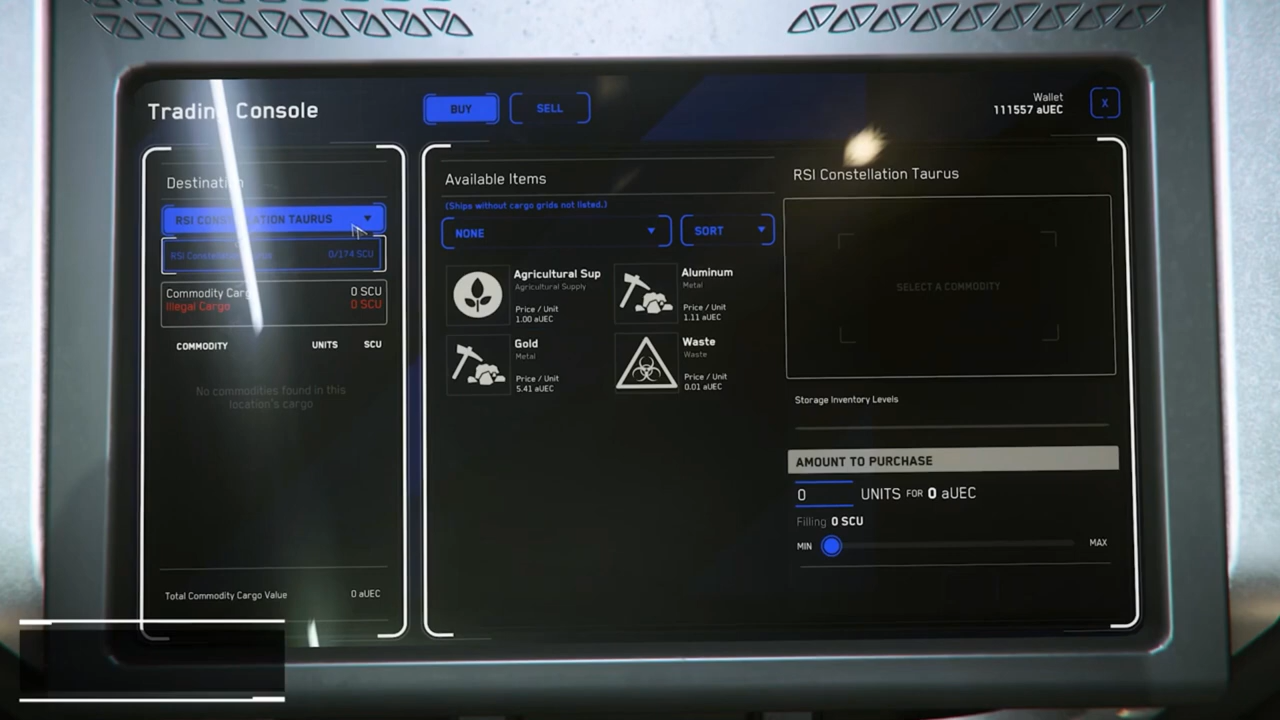 Trading Console
BUY
SELL
Wallet
111557 aUEC
X
Destination
RSI CONSTELLATION TAURUS
RSI Constellation
0/174 SCU
Commodity Cargo
0 SCU
Illegal Cargo
0 SCU
COMMODITY
UNITS
SCU
No commodities found in this
location's cargo
Total Commodity Cargo Value
0 aUEC
Available Items
(Ships without cargo grids not listed.)
NONE
SORT
Agricultural Sup
Agricultural Supply
Price / Unit
1.00 aUEC
Aluminum
Metal
Price / Unit
1.11 aUEC
Gold
Metal
Price / Unit
5.41 aUEC
Waste
Waste
Price / Unit
0.01 aUEC
RSI Constellation Taurus
SELECT A COMMODITY
Storage Inventory Levels
AMOUNT TO PURCHASE
0 UNITS FOR 0 aUEC
Filling 0 SCU
MIN
MAX